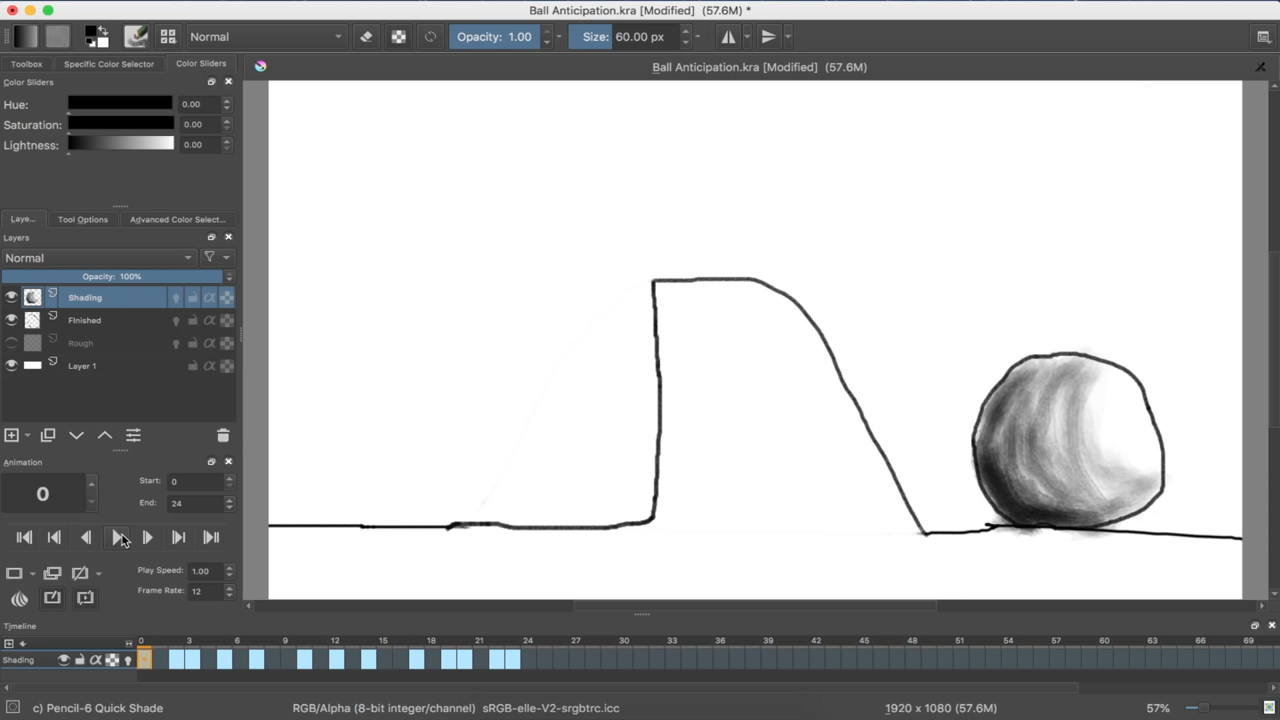 Ball Anticipation.kra [Modified] (57.6M) *
Normal
Opacity: 1.00
Size: 60.00 px
Toolbox
Specific Color Selector
Color Sliders
Ball Anticipation.kra [Modified] (57.6M)
Color Sliders
Hue:
0.00
Saturation:
0.00
Lightness:
0.00
Laye...
Tool Options
Advanced Color Select...
Layers
Normal
Opacity: 100%
Shading
FInished
Rough
Layer 1
Animation
0
Start: 0
End: 24
Play Speed: 1.00
Frame Rate: 12
Timeline
0 3 6 9 12 15 18 21 24 27 30 33 36 39 42 45 48 51 54 57 60 63 66 69
Shading
c) Pencil-6 Quick Shade
RGB/Alpha (8-bit integer/channel) sRGB-elle-V2-srgbtrc.icc
1920 x 1080 (57.6M)
57%